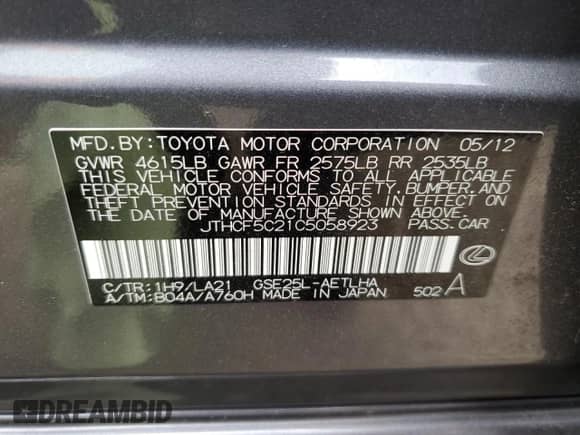 MFD.BY:TOYOTA MOTOR CORPORATION 05/12
GVWR 4615LB GAWR FR 2575LB RR 2535LB
THIS VEHICLE CONFORMS TO ALL APPLICABLE
FEDERAL MOTOR VEHICLE SAFETY,BUMPER,AND
THEFT PREVENTION STANDARDS IN EFFECT ON
THE DATE OF MANUFACTURE SHOWN ABOVE.
JTHCF5C21C5058923 PASS.CAR
C/TR:1H9/LA21 GSE25L-AETLHA
A/TM:B04A/A760H MADE IN JAPAN 502 A
DREAMBID